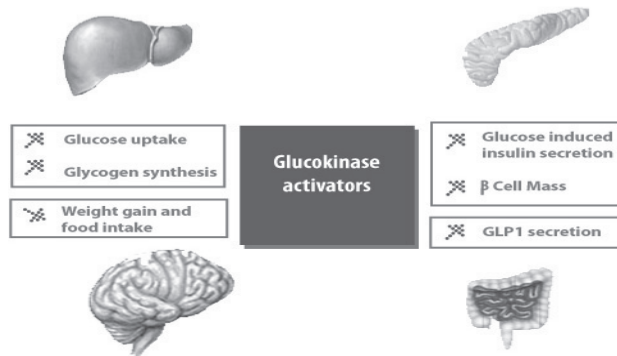 Glucose uptake
Glycogen synthesis
Weight gain and
food intake
Glucokinase
activators
Glucose induced
insulin secretion
β Cell Mass
GLP1 secretion